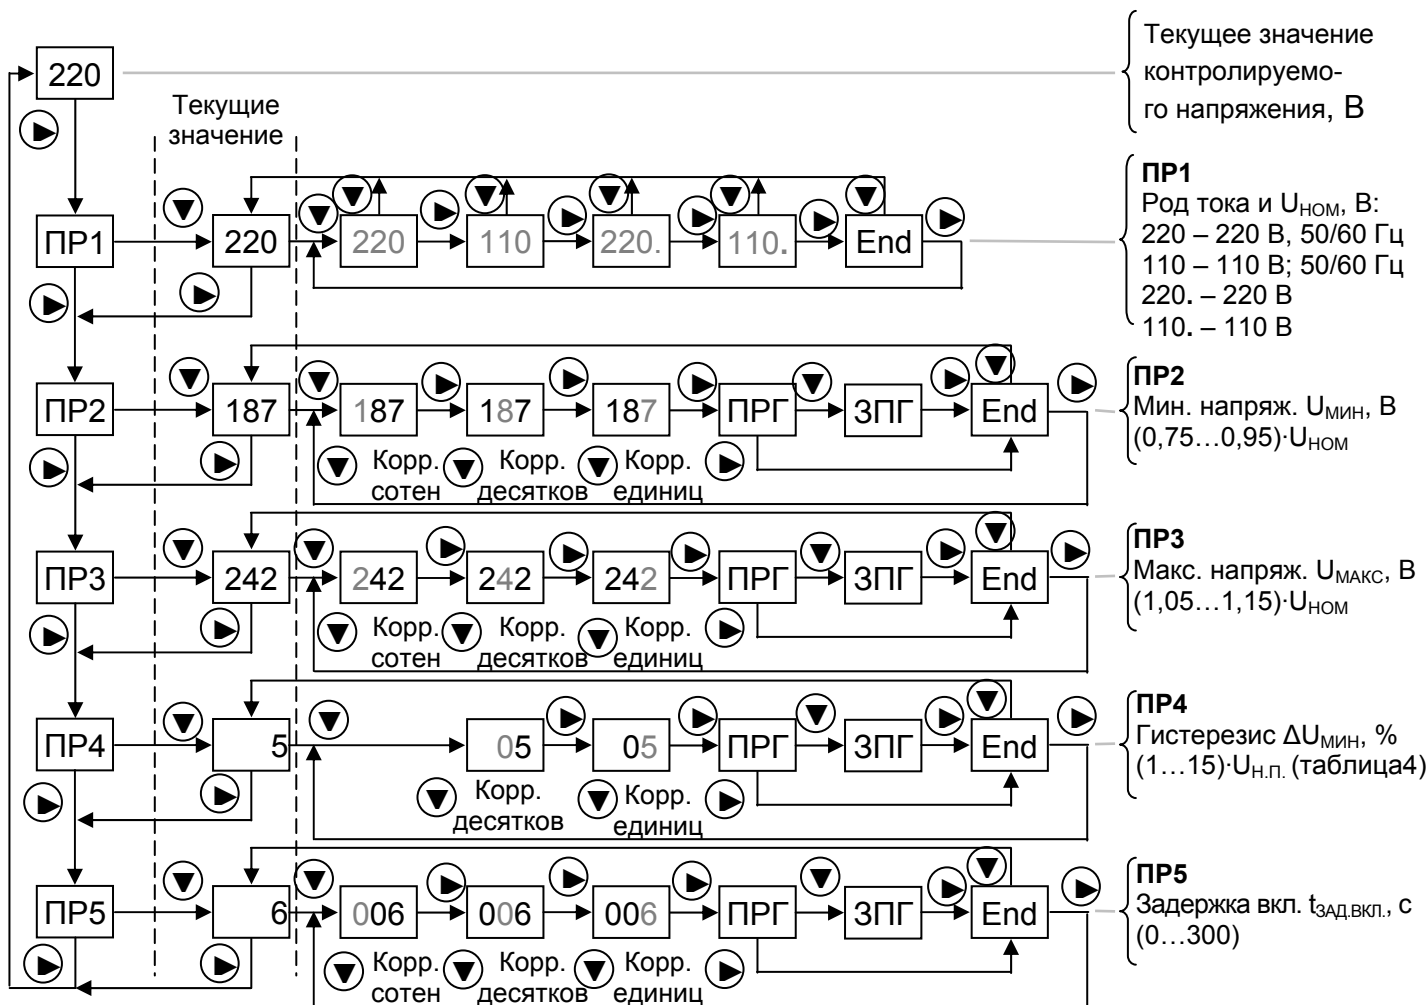 220
Текущее значение
контролируемо-
го напряжения, В
Текущие
значение
ПР1
220
220
110
220.
110.
End
ПР1
Род тока и UНОМ, В:
220 – 220 В, 50/60 Гц
110 – 110 В; 50/60 Гц
220. – 220 В
110. – 110 В
ПР2
187
187
187
187
ПРГ
ЗПГ
End
Корр.
сотен
Корр.
десятков
Корр.
единиц
ПР2
Мин. напряж. UМИН, В
(0,75...0,95)·UНОМ
ПР3
242
242
242
242
ПРГ
ЗПГ
End
Корр.
сотен
Корр.
десятков
Корр.
единиц
ПР3
Макс. напряж. UМАКС, В
(1,05...1,15)·UНОМ
ПР4
5
05
05
ПРГ
ЗПГ
End
Корр.
десятков
Корр.
единиц
ПР4
Гистерезис ΔUМИН, %
(1...15)·UН.П. (таблица4)
ПР5
6
006
006
006
ПРГ
ЗПГ
End
Корр.
сотен
Корр.
десятков
Корр.
единиц
ПР5
Задержка вкл. tЗАД.ВКЛ., с
(0...300)